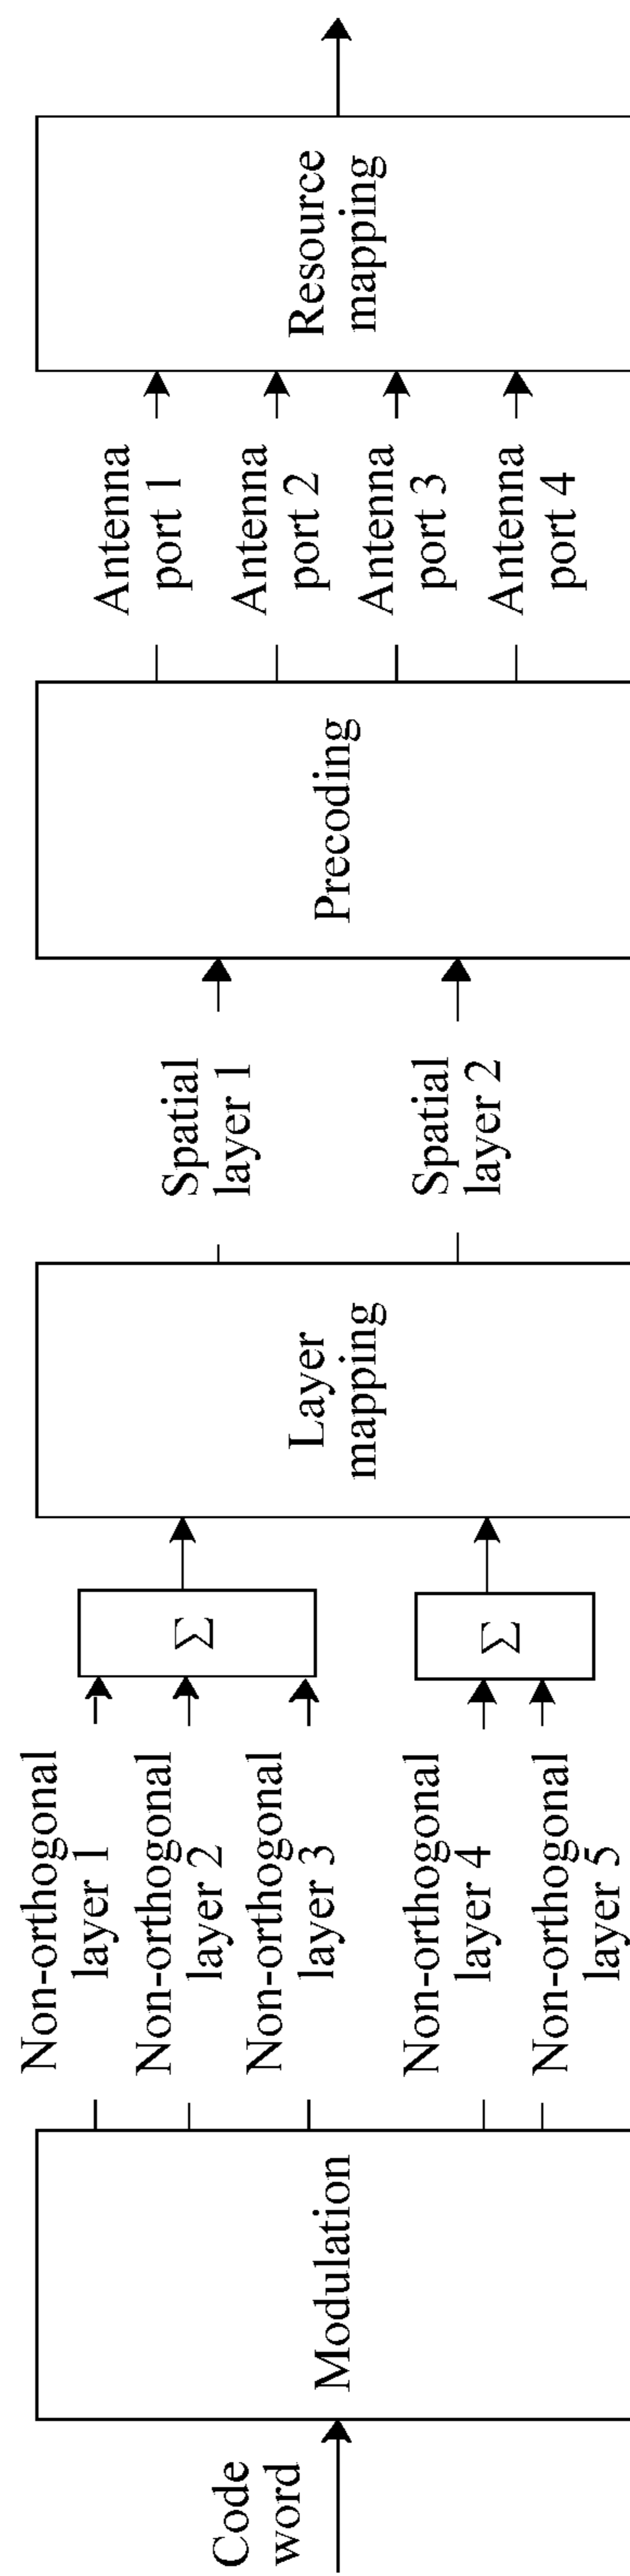 Code
word
Modulation
Non-orthogonal
layer 1
Non-orthogonal
layer 2
Non-orthogonal
layer 3
Non-orthogonal
layer 4
Non-orthogonal
layer 5
Σ
Σ
Layer
mapping
Spatial
layer 1
Spatial
layer 2
Precoding
Antenna
port 1
Antenna
port 2
Antenna
port 3
Antenna
port 4
Resource
mapping